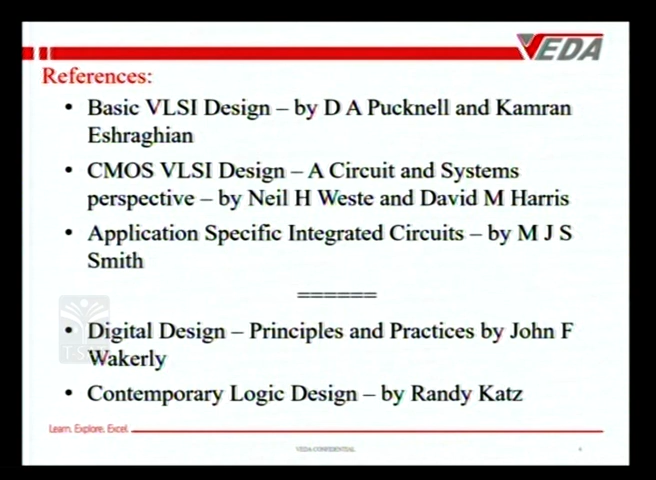 VEDA
References:
• Basic VLSI Design – by D A Pucknell and Kamran
Eshraghian
• CMOS VLSI Design – A Circuit and Systems
perspective – by Neil H Weste and David M Harris
• Application Specific Integrated Circuits – by M J S
Smith
======
• Digital Design – Principles and Practices by John F
Wakerly
• Contemporary Logic Design – by Randy Katz
Learn. Explore. Excel.
VEDA CONFIDENTIAL